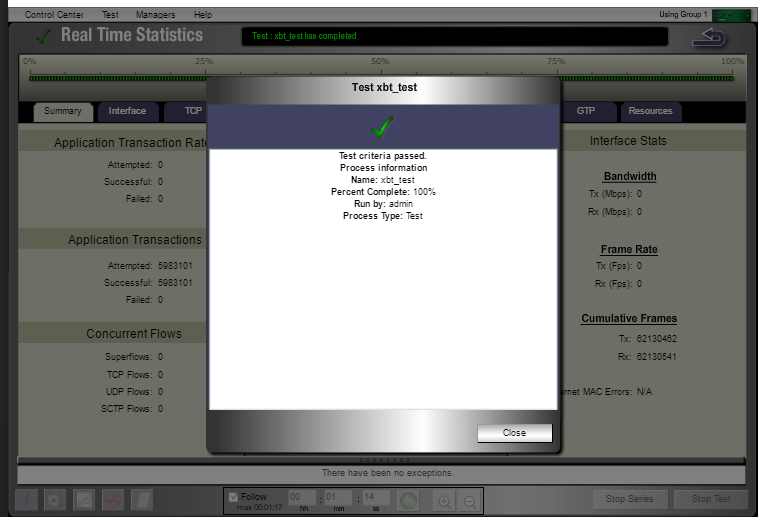 Control Center Test Managers Help Using Group 1
Real Time Statistics Test : xbt_test has completed
0% 25% 50% 75% 100%
Test xbt_test
Summary Interface TCP GTP Resources
Application Transaction Rate
Attempted: 0
Successful: 0
Failed: 0
Application Transactions
Attempted: 5983101
Successful: 5983101
Failed: 0
Concurrent Flows
Superflows: 0
TCP Flows: 0
UDP Flows: 0
SCTP Flows: 0
Test criteria passed.
Process information
Name: xbt_test
Percent Complete: 100%
Run by: admin
Process Type: Test
Close
Interface Stats
Bandwidth
Tx (Mbps): 0
Rx (Mbps): 0
Frame Rate
Tx (Fps): 0
Rx (Fps): 0
Cumulative Frames
Tx: 62130462
Rx: 62130541
MAC Errors: N/A
There have been no exceptions.
Follow 00 : 01 : 14
max 00:01:17 hh mm ss
Stop Series Stop Test